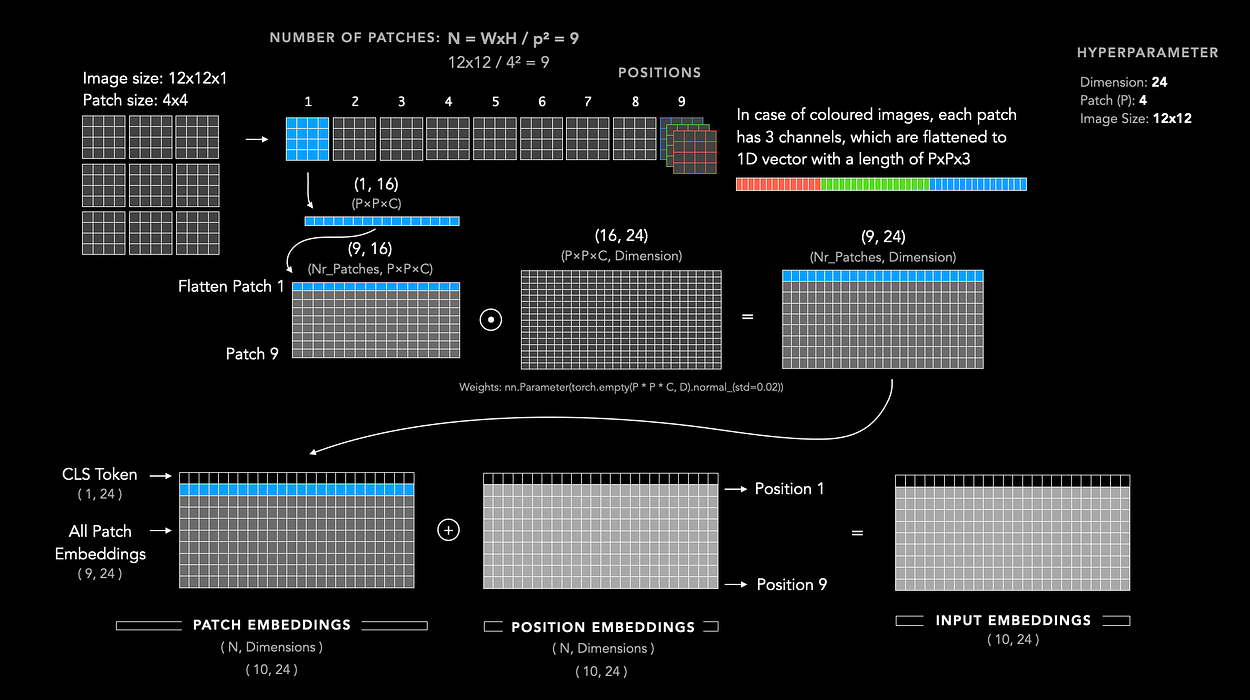 NUMBER OF PATCHES: N = WxH / p² = 9
12x12 / 4² = 9
HYPERPARAMETER
Dimension: 24
Patch (P): 4
Image Size: 12x12
Image size: 12x12x1
Patch size: 4x4
POSITIONS
1 2 3 4 5 6 7 8 9
In case of coloured images, each patch
has 3 channels, which are flattened to
1D vector with a length of PxPx3
(1, 16)
(P×P×C)
(9, 16)
(Nr_Patches, P×P×C)
(16, 24)
(P×P×C, Dimension)
(9, 24)
(Nr_Patches, Dimension)
Flatten Patch 1
Patch 9
=
Weights: nn.Parameter(torch.empty(P * P * C, D).normal_(std=0.02))
CLS Token
( 1, 24 )
All Patch
Embeddings
( 9, 24 )
+
Position 1
Position 9
=
PATCH EMBEDDINGS
( N, Dimensions )
( 10, 24 )
POSITION EMBEDDINGS
( N, Dimensions )
( 10, 24 )
INPUT EMBEDDINGS
( 10, 24 )